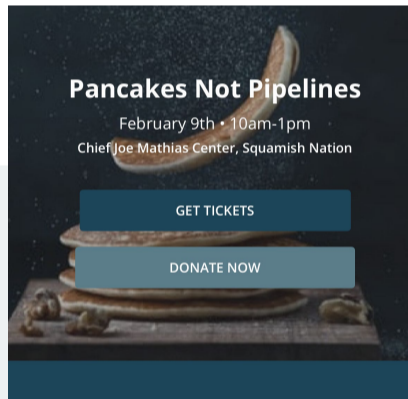 Pancakes Not Pipelines
February 9th • 10am-1pm
Chief Joe Mathias Center, Squamish Nation
GET TICKETS
DONATE NOW